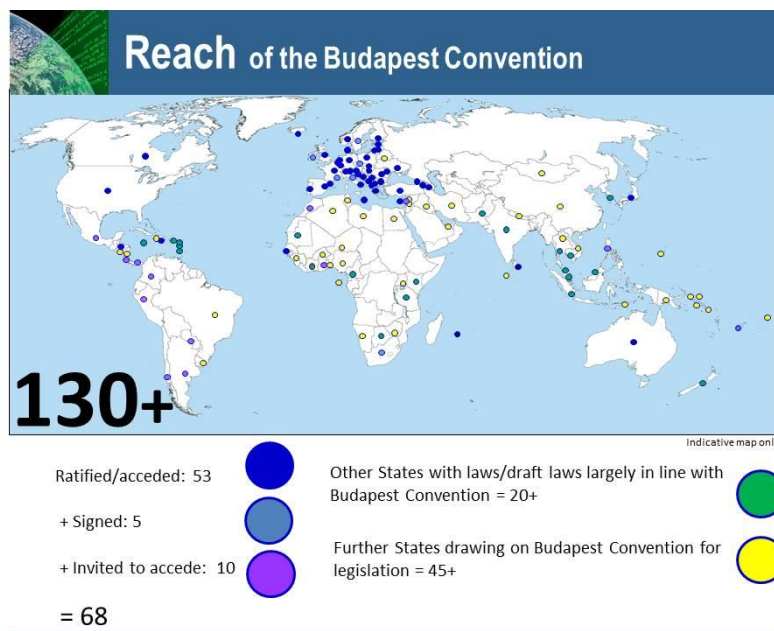 Reach of the Budapest Convention
130+
Indicative map onl
Ratified/acceded: 53
+ Signed: 5
+ Invited to accede: 10
= 68
Other States with laws/draft laws largely in line with
Budapest Convention = 20+
Further States drawing on Budapest Convention for
legislation = 45+